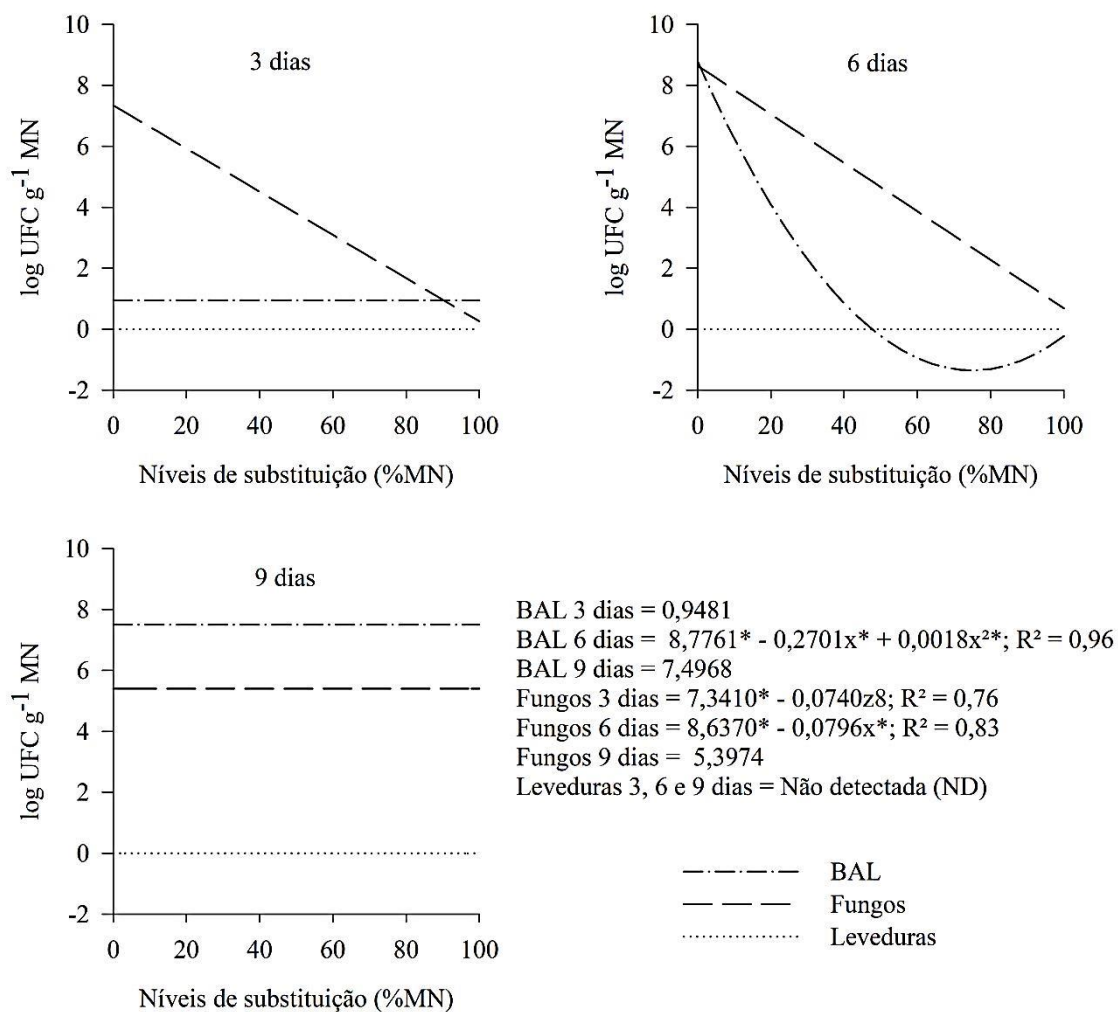 10
8
6
4
2
0
-2
log UFC g⁻¹ MN
3 dias
0 20 40 60 80 100
Níveis de substituição (%MN)
10
8
6
4
2
0
-2
log UFC g⁻¹ MN
6 dias
0 20 40 60 80 100
Níveis de substituição (%MN)
10
8
6
4
2
0
-2
log UFC g⁻¹ MN
9 dias
0 20 40 60 80 100
Níveis de substituição (%MN)
BAL 3 dias = 0,9481
BAL 6 dias = 8,7761* - 0,2701x* + 0,0018x²*; R² = 0,96
BAL 9 dias = 7,4968
Fungos 3 dias = 7,3410* - 0,0740z8; R² = 0,76
Fungos 6 dias = 8,6370* - 0,0796x*; R² = 0,83
Fungos 9 dias = 5,3974
Leveduras 3, 6 e 9 dias = Não detectada (ND)
BAL
Fungos
Leveduras